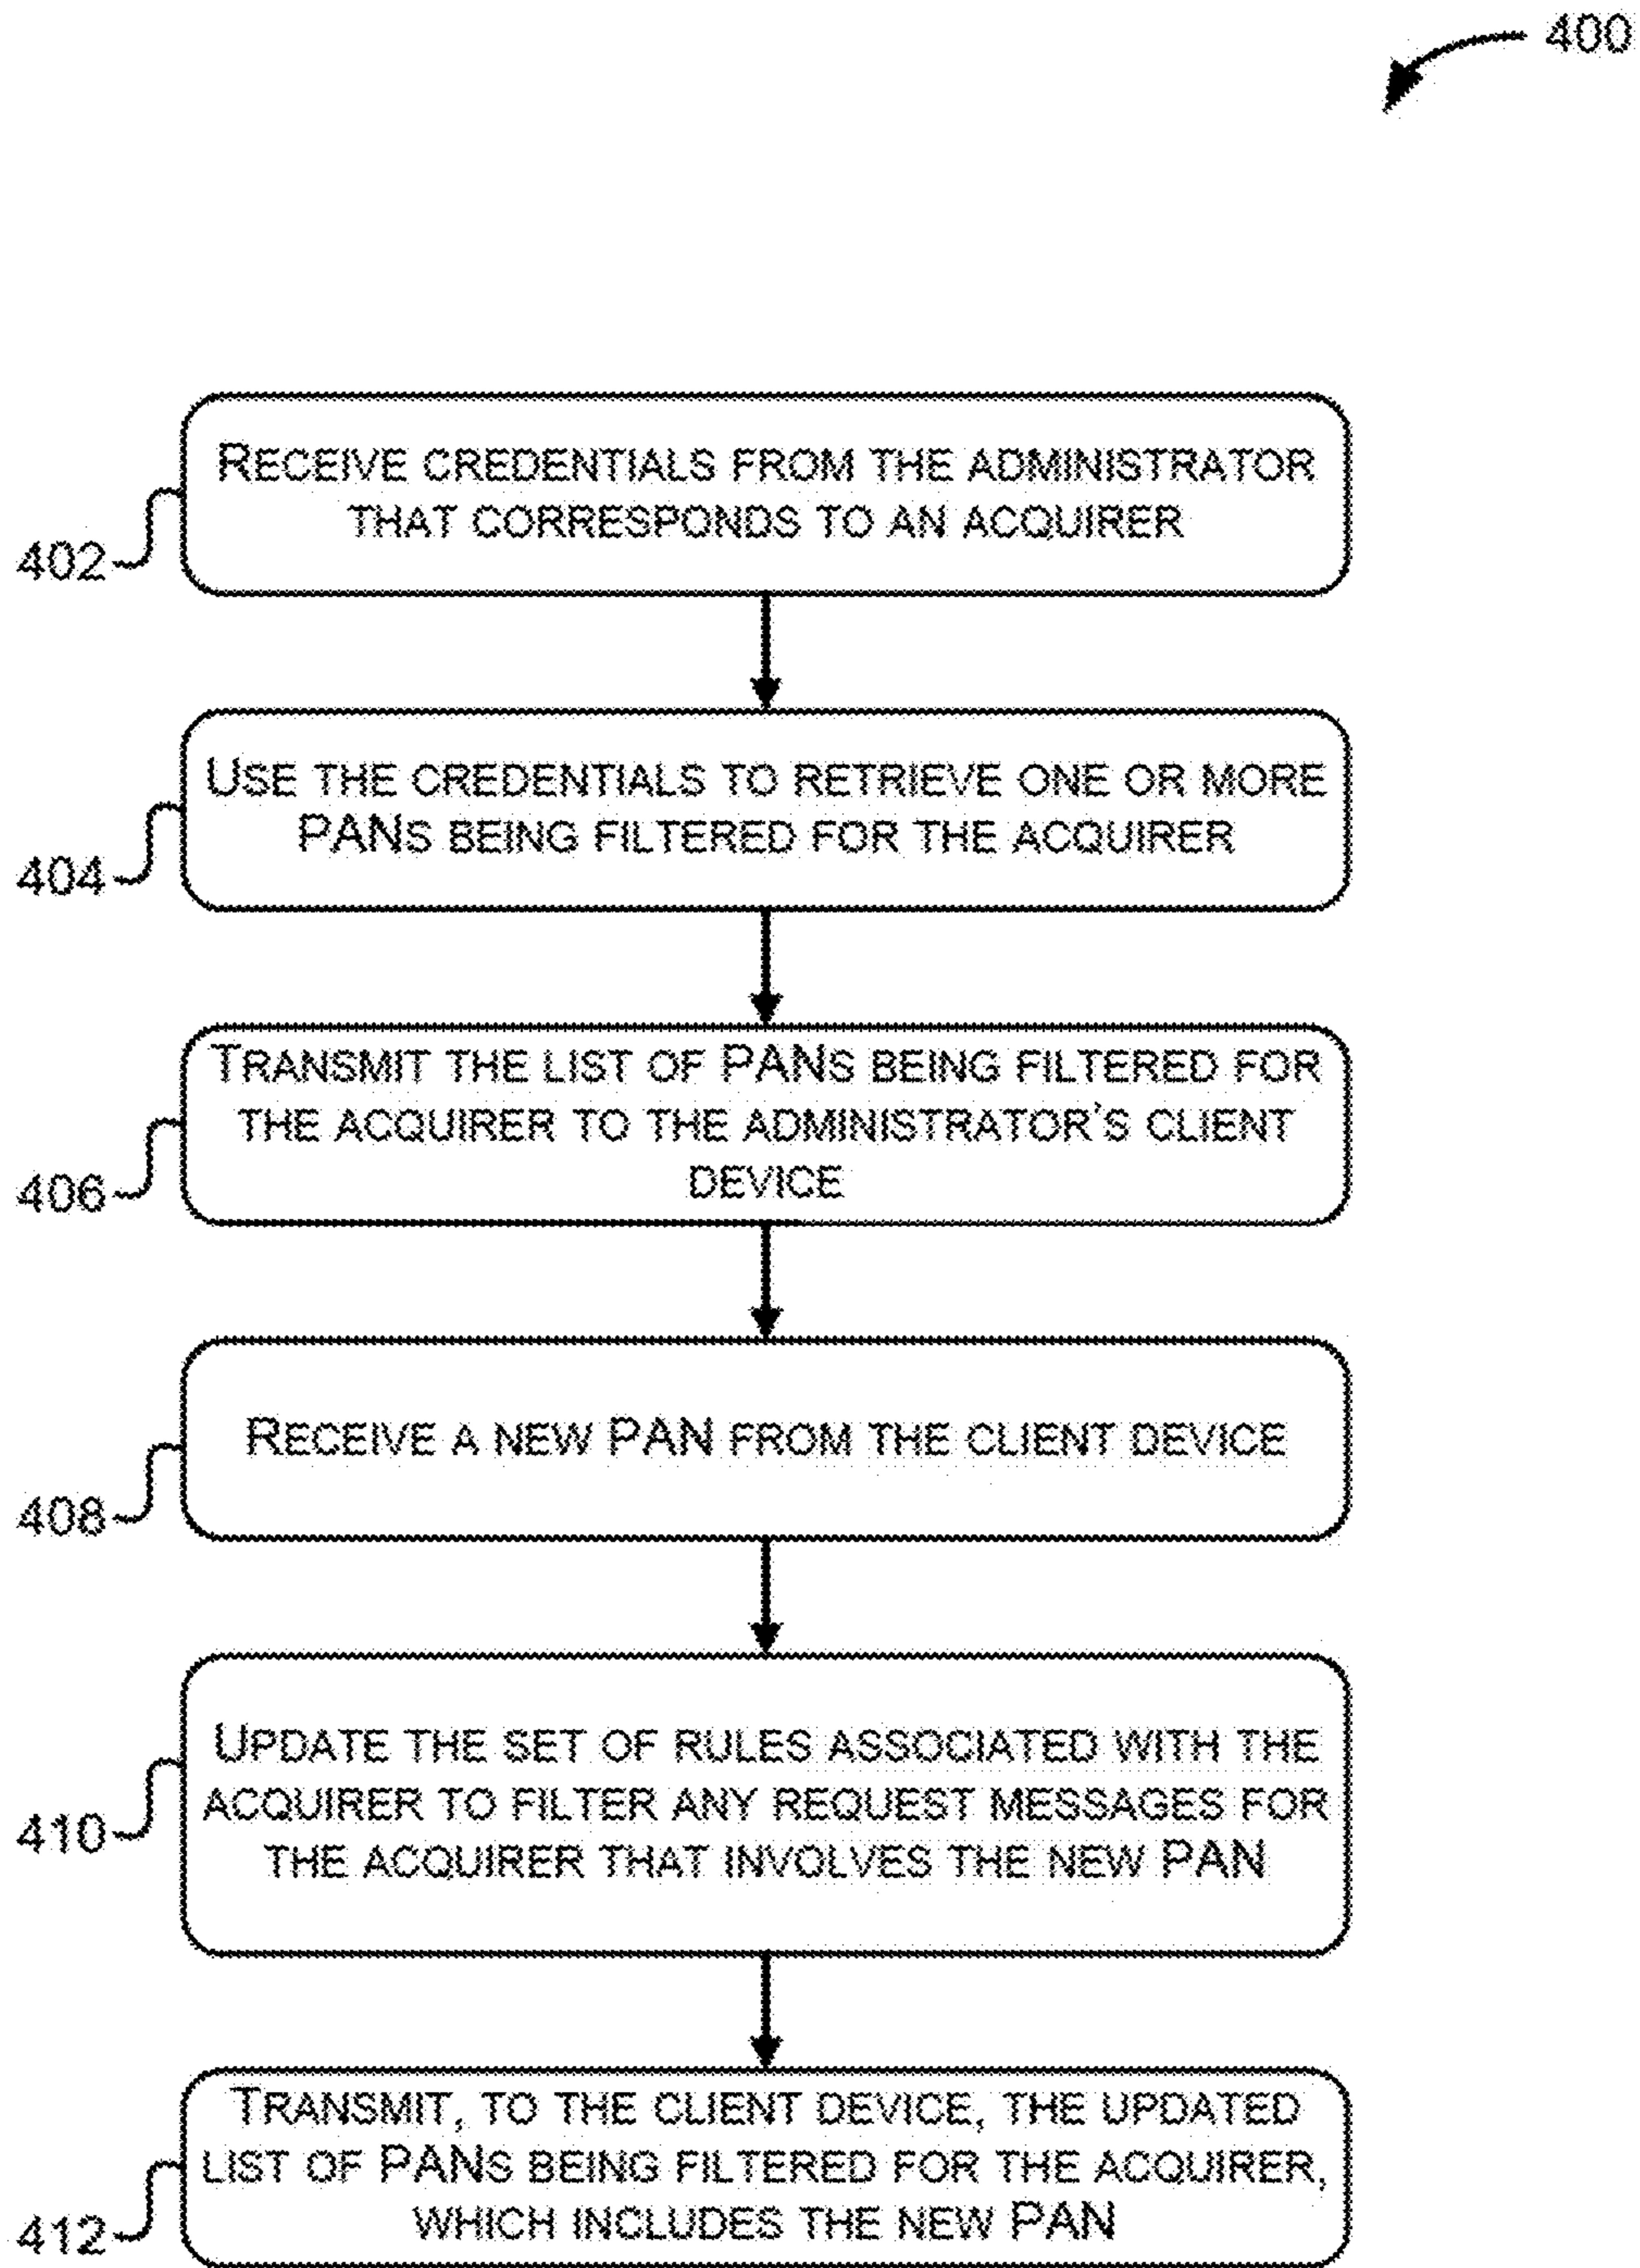 400
RECEIVE CREDENTIALS FROM THE ADMINISTRATOR
THAT CORRESPONDS TO AN ACQUIRER
402
USE THE CREDENTIALS TO RETRIEVE ONE OR MORE
PANS BEING FILTERED FOR THE ACQUIRER
404
TRANSMIT THE LIST OF PANS BEING FILTERED FOR
THE ACQUIRER TO THE ADMINISTRATOR'S CLIENT
DEVICE
406
RECEIVE A NEW PAN FROM THE CLIENT DEVICE
408
UPDATE THE SET OF RULES ASSOCIATED WITH THE
ACQUIRER TO FILTER ANY REQUEST MESSAGES FOR
THE ACQUIRER THAT INVOLVES THE NEW PAN
410
TRANSMIT, TO THE CLIENT DEVICE, THE UPDATED
LIST OF PANS BEING FILTERED FOR THE ACQUIRER,
WHICH INCLUDES THE NEW PAN
412